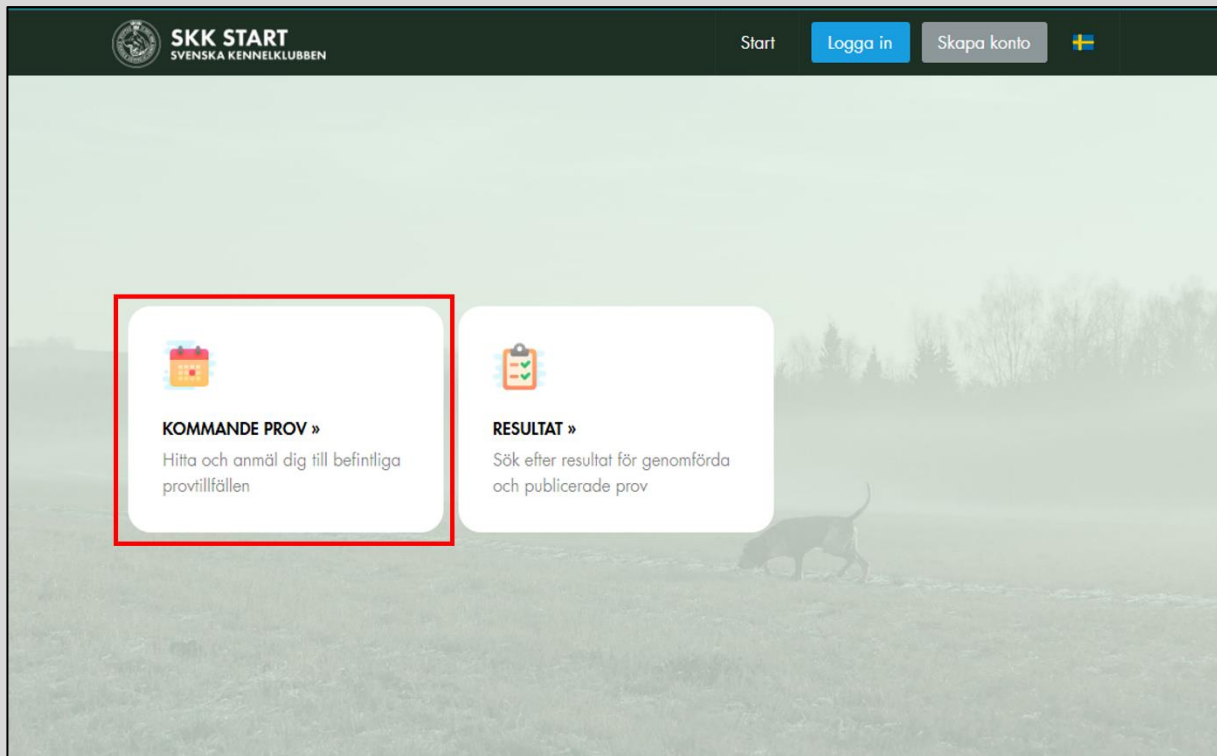 SKK START
SVENSKA KENNELKLUBBEN
Start
Logga in
Skapa konto
KOMMANDE PROV »
Hitta och anmäl dig till befintliga
provtillfällen
RESULTAT »
Sök efter resultat för genomförda
och publicerade prov